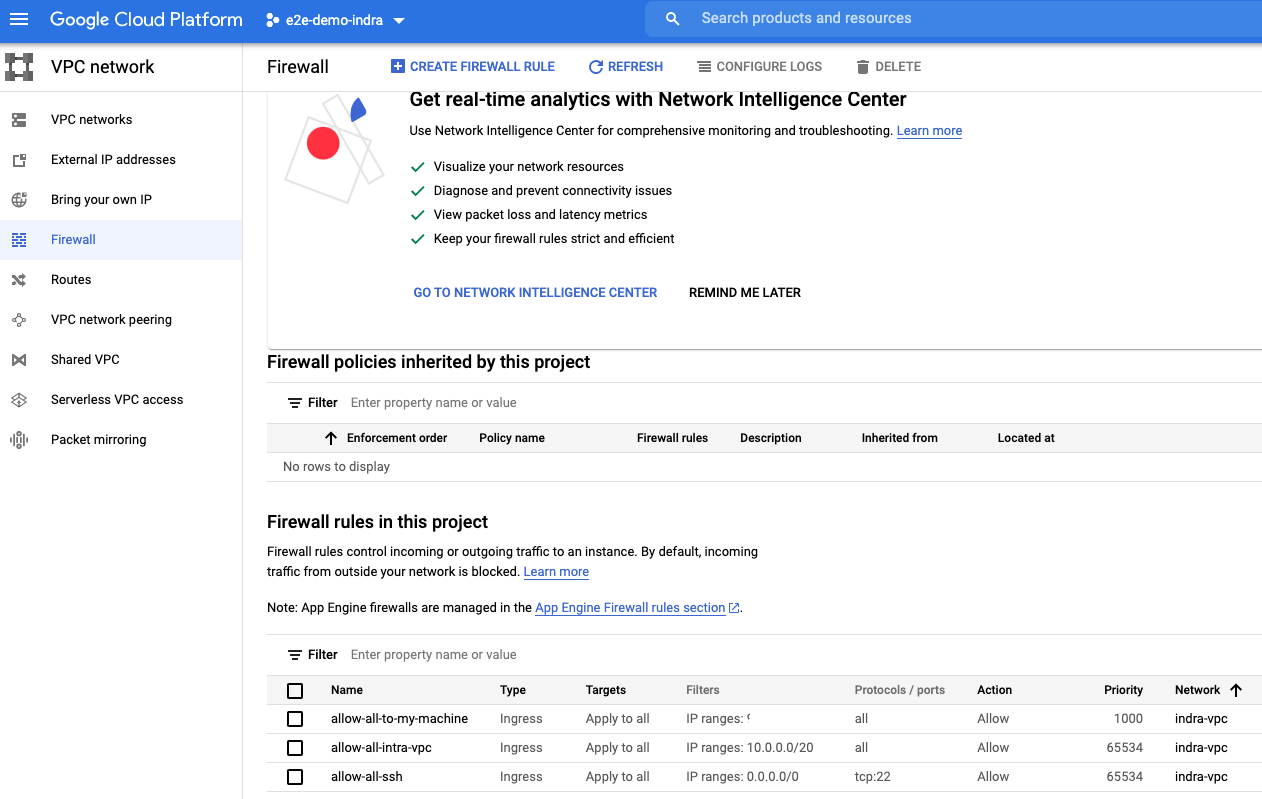 Google Cloud Platform e2e-demo-indra Search products and resources
VPC network
Firewall CREATE FIREWALL RULE REFRESH CONFIGURE LOGS DELETE
VPC networks
External IP addresses
Bring your own IP
Firewall
Routes
VPC network peering
Shared VPC
Serverless VPC access
Packet mirroring
Get real-time analytics with Network Intelligence Center
Use Network Intelligence Center for comprehensive monitoring and troubleshooting. Learn more
Visualize your network resources
Diagnose and prevent connectivity issues
View packet loss and latency metrics
Keep your firewall rules strict and efficient
GO TO NETWORK INTELLIGENCE CENTER REMIND ME LATER
Firewall policies inherited by this project
Filter Enter property name or value
Enforcement order Policy name Firewall rules Description Inherited from Located at
No rows to display
Firewall rules in this project
Firewall rules control incoming or outgoing traffic to an instance. By default, incoming
traffic from outside your network is blocked. Learn more
Note: App Engine firewalls are managed in the App Engine Firewall rules section.
Filter Enter property name or value
Name Type Targets Filters Protocols / ports Action Priority Network
allow-all-to-my-machine Ingress Apply to all IP ranges: all Allow 1000 indra-vpc
allow-all-intra-vpc Ingress Apply to all IP ranges: 10.0.0.0/20 all Allow 65534 indra-vpc
allow-all-ssh Ingress Apply to all IP ranges: 0.0.0.0/0 tcp:22 Allow 65534 indra-vpc